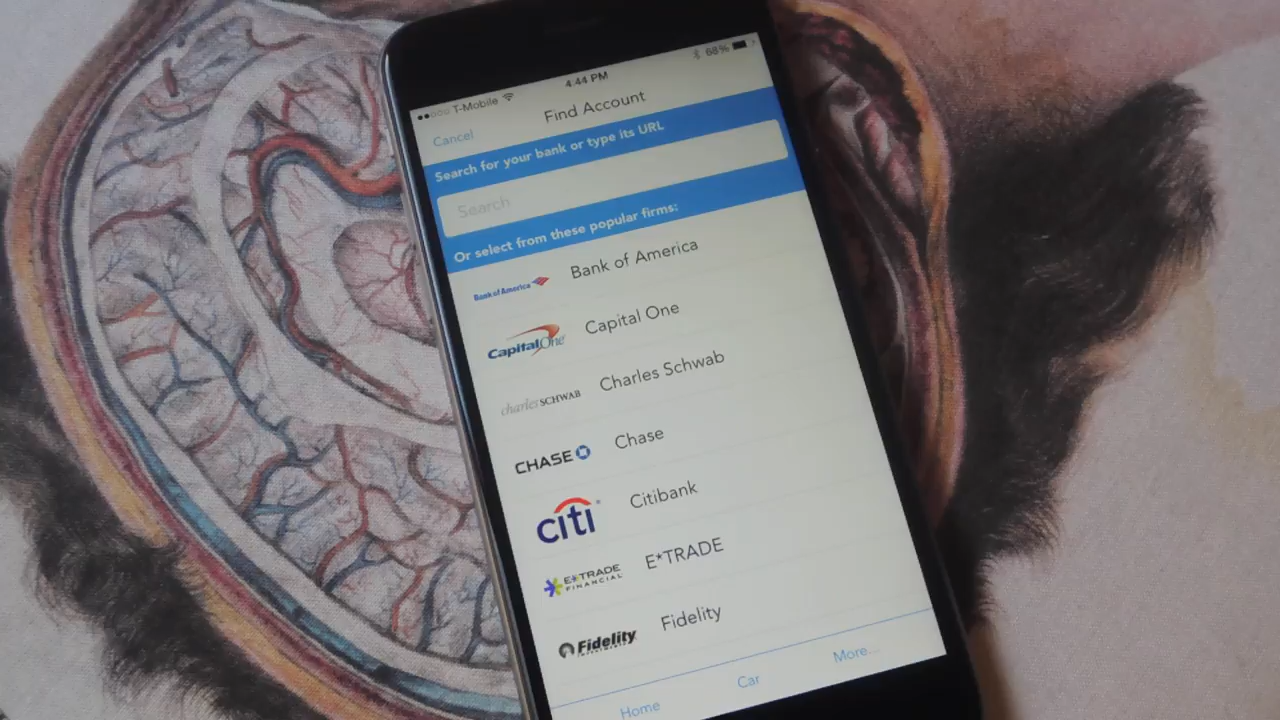 T-Mobile 4:44 PM 68%
Cancel Find Account
Search for your bank or type its URL
Search
Or select from these popular firms:
Bank of America Bank of America
CapitalOne Capital One
charles SCHWAB Charles Schwab
CHASE Chase
citi Citibank
E*TRADE FINANCIAL E*TRADE
Fidelity INVESTMENTS Fidelity
Home Car More...